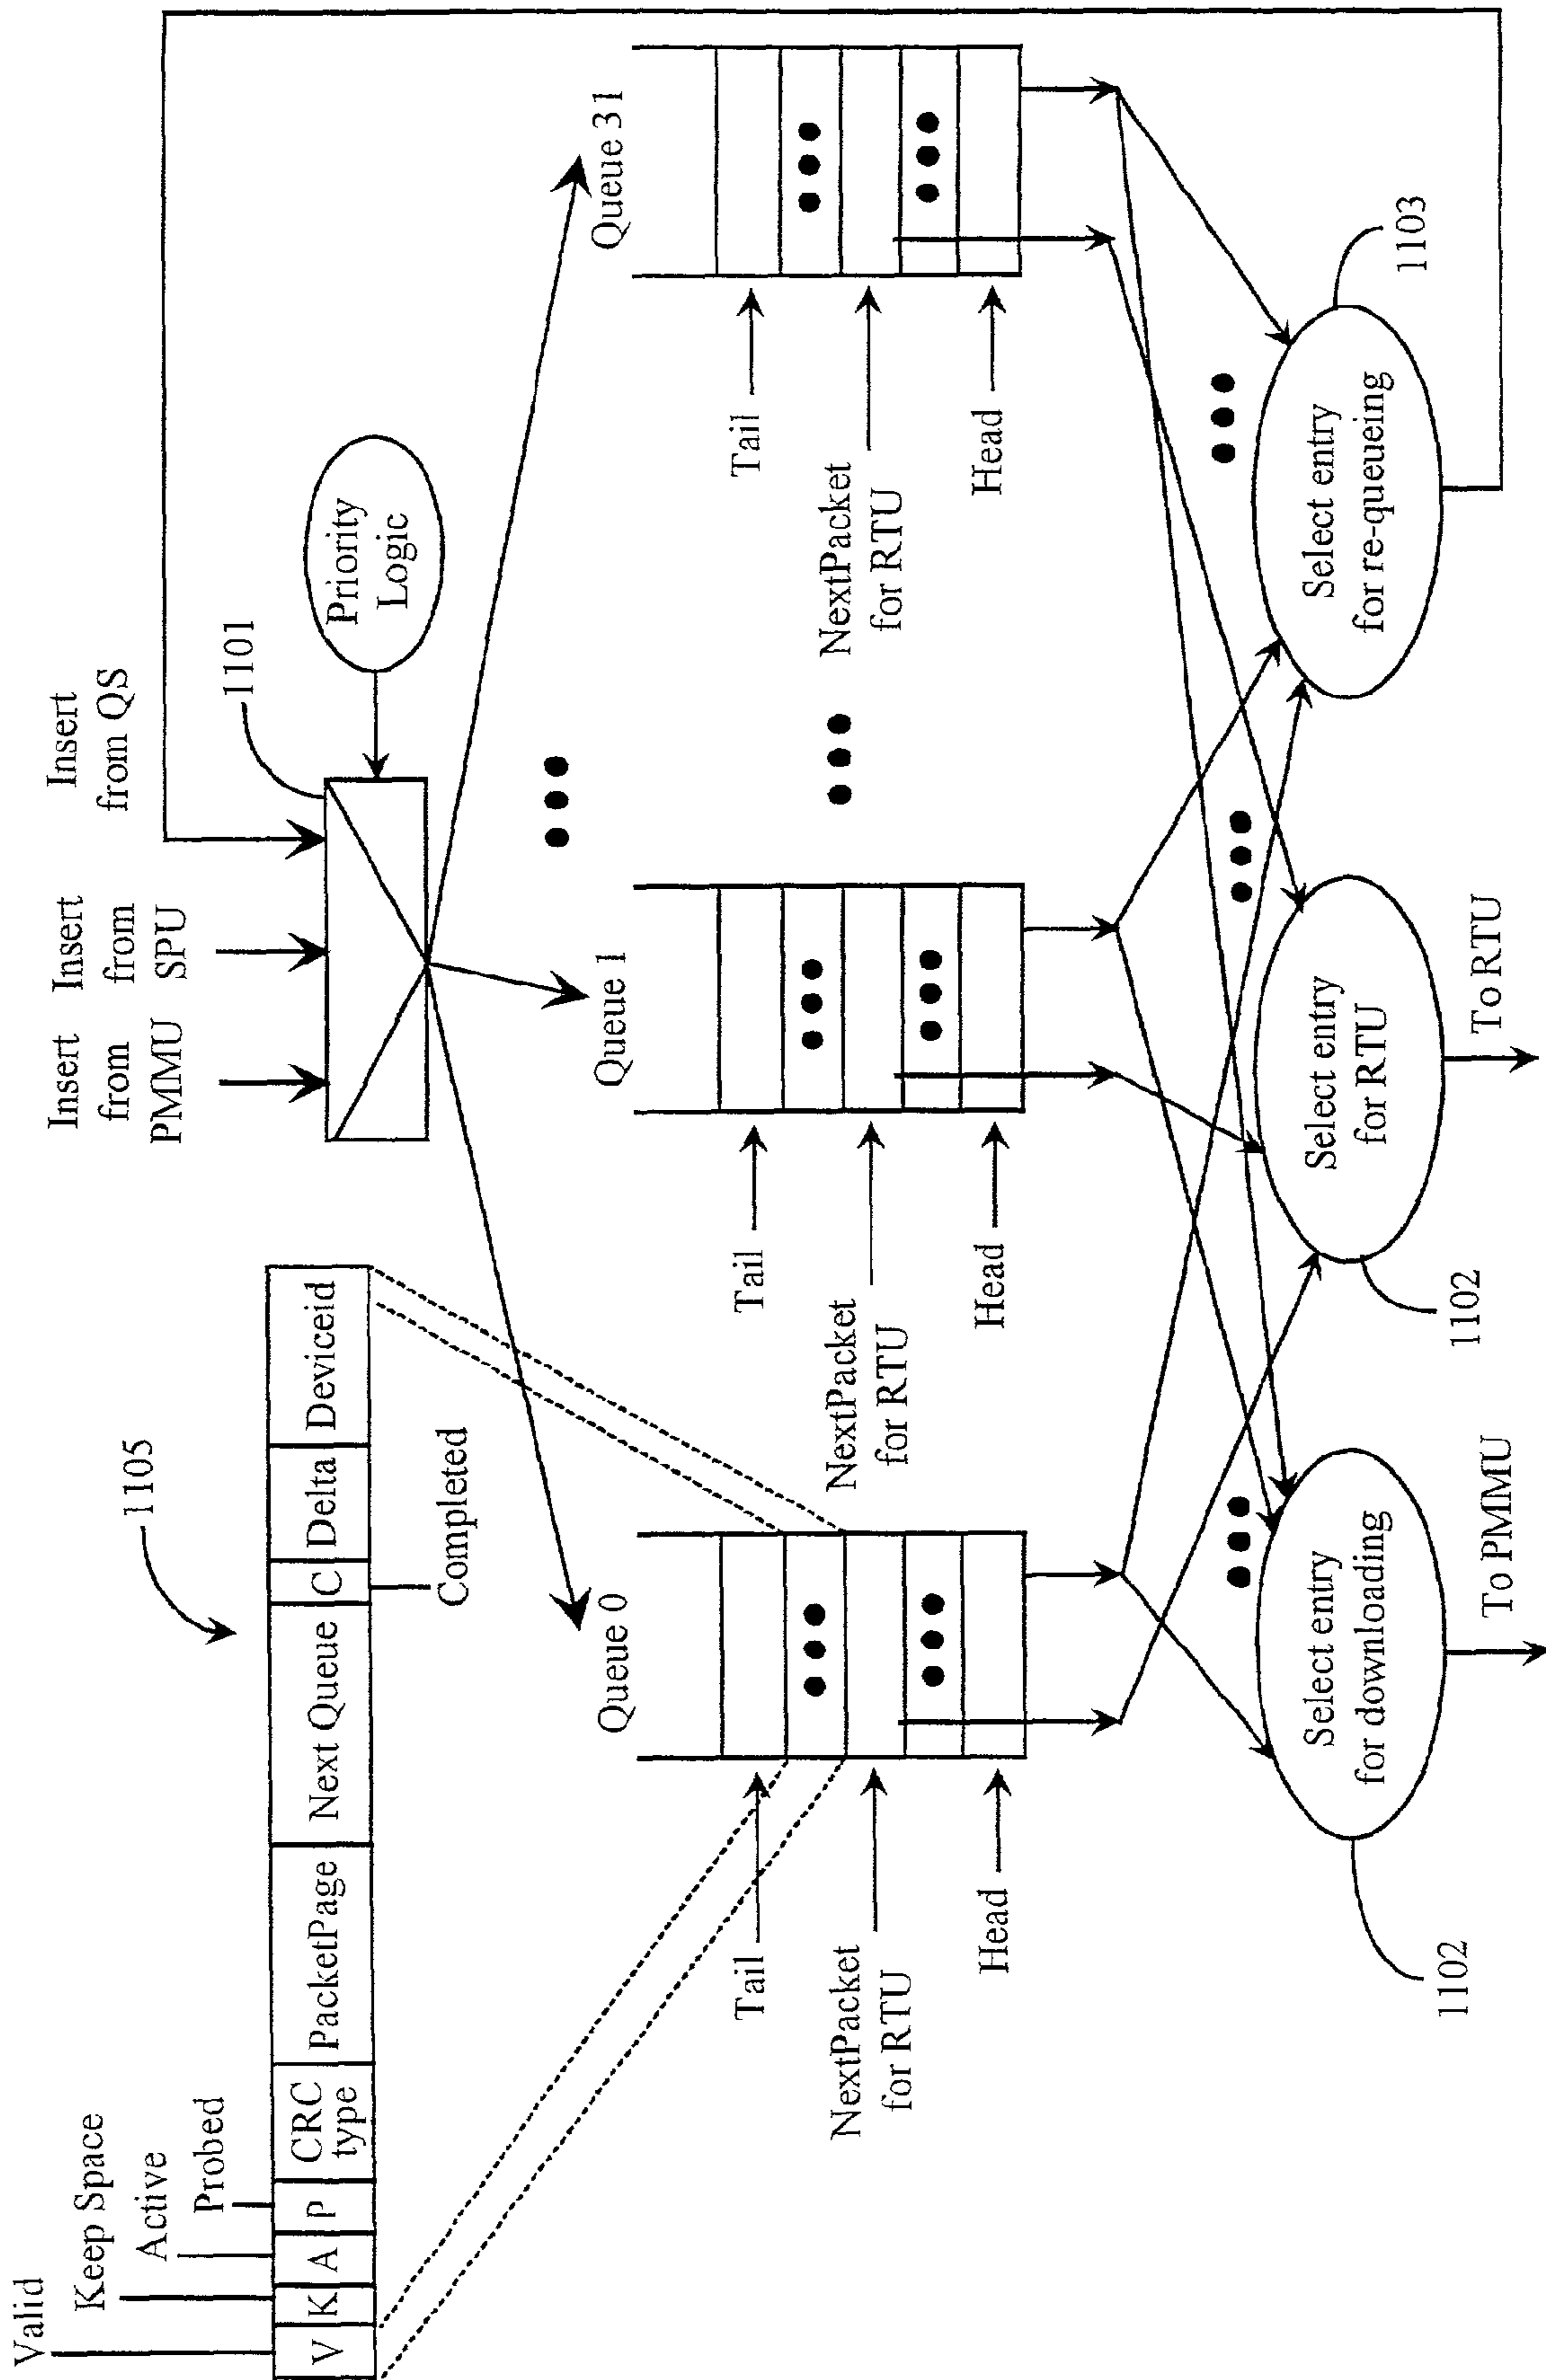 Valid
Keep Space
Active
Probed
V
K
A
P
CRC
type
PacketPage
Next Queue
C
Delta
Deviceid
Completed
1105
Insert
from
PMMU
Insert
from
SPU
Insert
from QS
1101
Priority
Logic
Queue 0
Queue 1
Queue 31
Tail
NextPacket
for RTU
Head
Tail
NextPacket
for RTU
Head
Tail
NextPacket
for RTU
Head
Select entry
for downloading
1102
To PMMU
Select entry
for RTU
1102
To RTU
Select entry
for re-queueing
1103